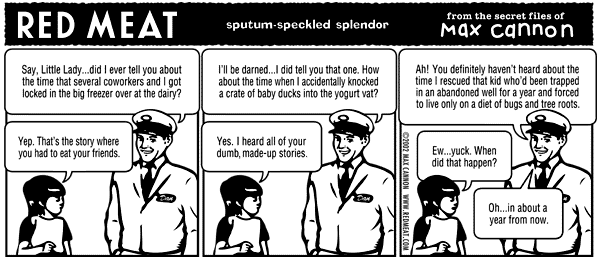 RED MEAT
sputum-speckled splendor
from the secret files of
MaX CaNNON
Say, Little Lady...did I ever tell you about
the time that several coworkers and I got
locked in the big freezer over at the dairy?
Yep. That's the story where
you had to eat your friends.
Dan
I'll be darned...I did tell you that one. How
about the time when I accidentally knocked
a crate of baby ducks into the yogurt vat?
Yes. I heard all of your
dumb, made-up stories.
Dan
©2002 MAX CANNON WWW.REDMEAT.COM
Ah! You definitely haven't heard about the
time I rescued that kid who'd been trapped
in an abandoned well for a year and forced
to live only on a diet of bugs and tree roots.
Ew...yuck. When
did that happen?
Oh...in about a
year from now.